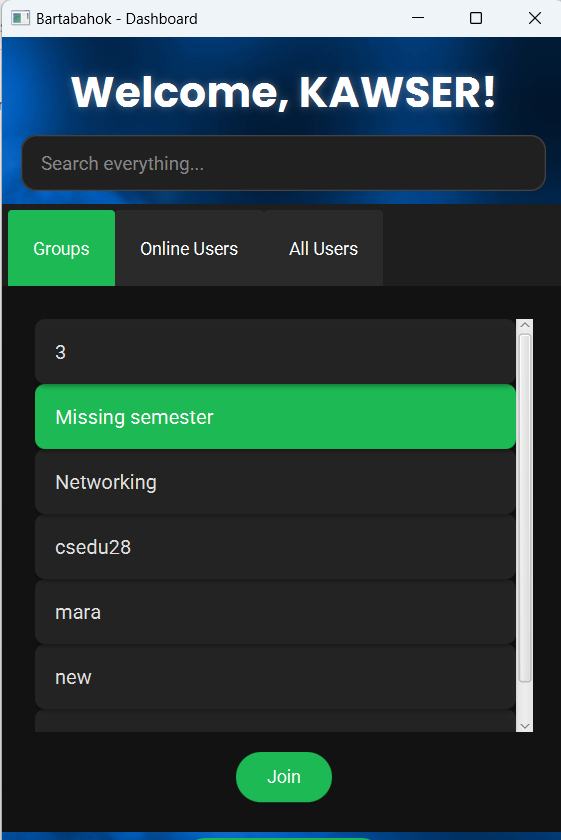 Bartabahok - Dashboard
Welcome, KAWSER!
Search everything...
Groups Online Users All Users
3
Missing semester
Networking
csedu28
mara
new
Join